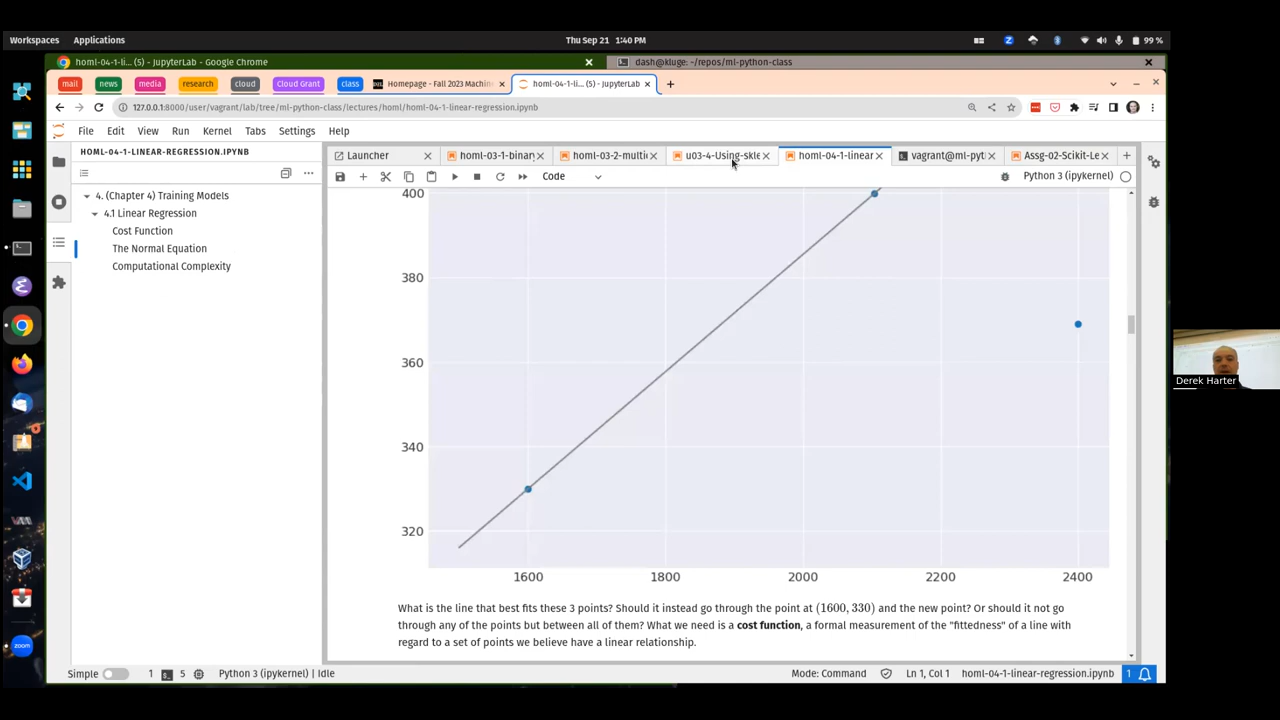 Workspaces Applications Thu Sep 21 1:40 PM 99 %
homl-04-1-li... (5) - JupyterLab - Google Chrome dash@kluge: ~/repos/ml-python-class
mail news media research cloud Cloud Grant class Homepage - Fall 2023 Machin homl-04-1-li... (5) - JupyterLab
127.0.0.1:8000/user/vagrant/lab/tree/ml-python-class/lectures/homl/homl-04-1-linear-regression.ipynb
File Edit View Run Kernel Tabs Settings Help
HOML-04-1-LINEAR-REGRESSION.IPYNB
Launcher homl-03-1-binar homl-03-2-multi u03-4-Using-skle homl-04-1-linear vagrant@ml-pyt Assg-02-Scikit-Le
Code Python 3 (ipykernel)
4. (Chapter 4) Training Models
4.1 Linear Regression
Cost Function
The Normal Equation
Computational Complexity
400
380
360
340
320
1600 1800 2000 2200 2400
Derek Harter
What is the line that best fits these 3 points? Should it instead go through the point at (1600, 330) and the new point? Or should it not go
through any of the points but between all of them? What we need is a cost function, a formal measurement of the "fittedness" of a line with
regard to a set of points we believe have a linear relationship.
Simple 1 5 Python 3 (ipykernel) | Idle Mode: Command Ln 1, Col 1 homl-04-1-linear-regression.ipynb 1
zoom